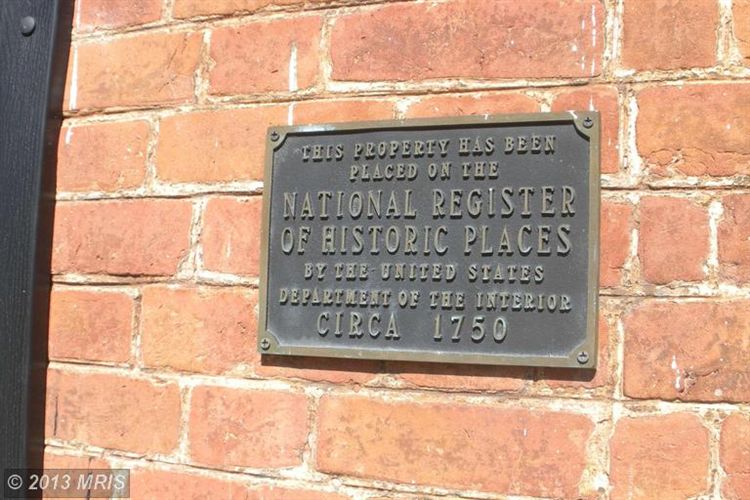 THIS PROPERTY HAS BEEN
PLACED ON THE
NATIONAL REGISTER
OF HISTORIC PLACES
BY THE UNITED STATES
DEPARTMENT OF THE INTERIOR
CIRCA 1750
© 2013 MRIS